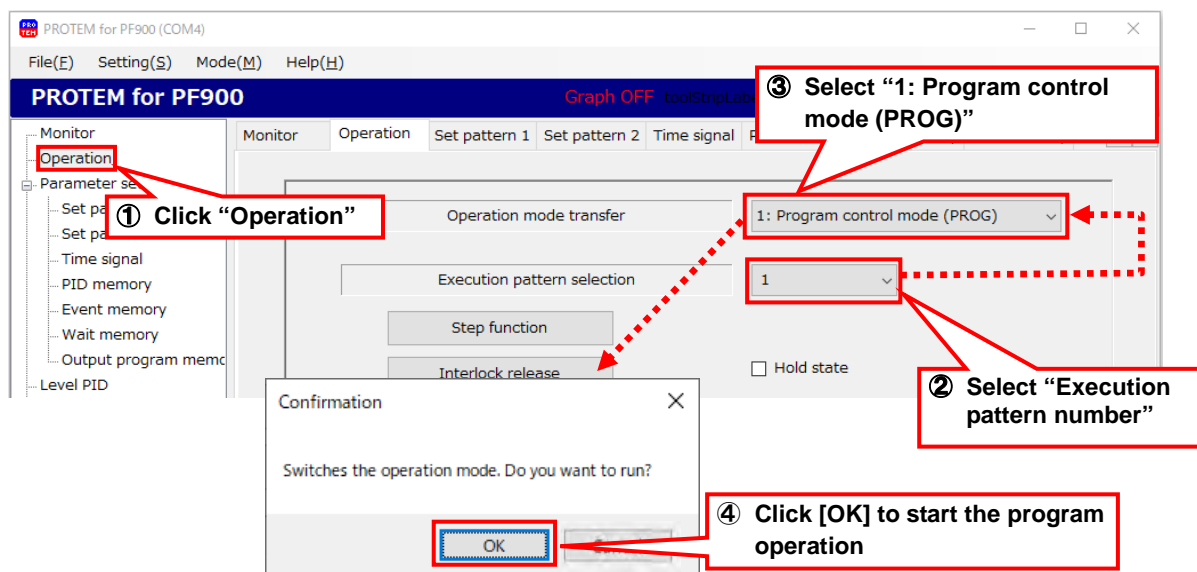 PRO TEM PROTEM for PF900 (COM4)
File(F) Setting(S) Mode(M) Help(H)
PROTEM for PF900
Graph OFF
③ Select “1: Program control
mode (PROG)”
Monitor
Operation
Parameter se
Set pa
Set pa
Time signal
PID memory
Event memory
Wait memory
Output program memo
Level PID
Monitor Operation Set pattern 1 Set pattern 2 Time signal
① Click “Operation”
Operation mode transfer
1: Program control mode (PROG)
Execution pattern selection
1
Step function
Interlock release
Hold state
② Select “Execution
pattern number”
Confirmation
Switches the operation mode. Do you want to run?
OK
④ Click [OK] to start the program
operation